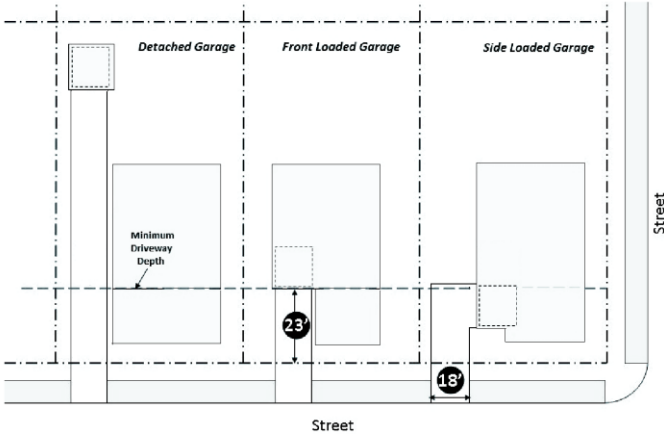 Detached Garage
Front Loaded Garage
Side Loaded Garage
Minimum
Driveway
Depth
23'
18'
Street
Street